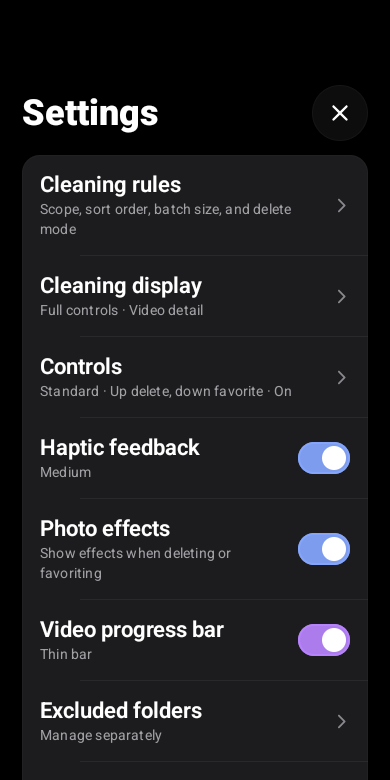 Settings
Cleaning rules
Scope, sort order, batch size, and delete
mode
Cleaning display
Full controls · Video detail
Controls
Standard · Up delete, down favorite · On
Haptic feedback
Medium
Photo effects
Show effects when deleting or
favoriting
Video progress bar
Thin bar
Excluded folders
Manage separately